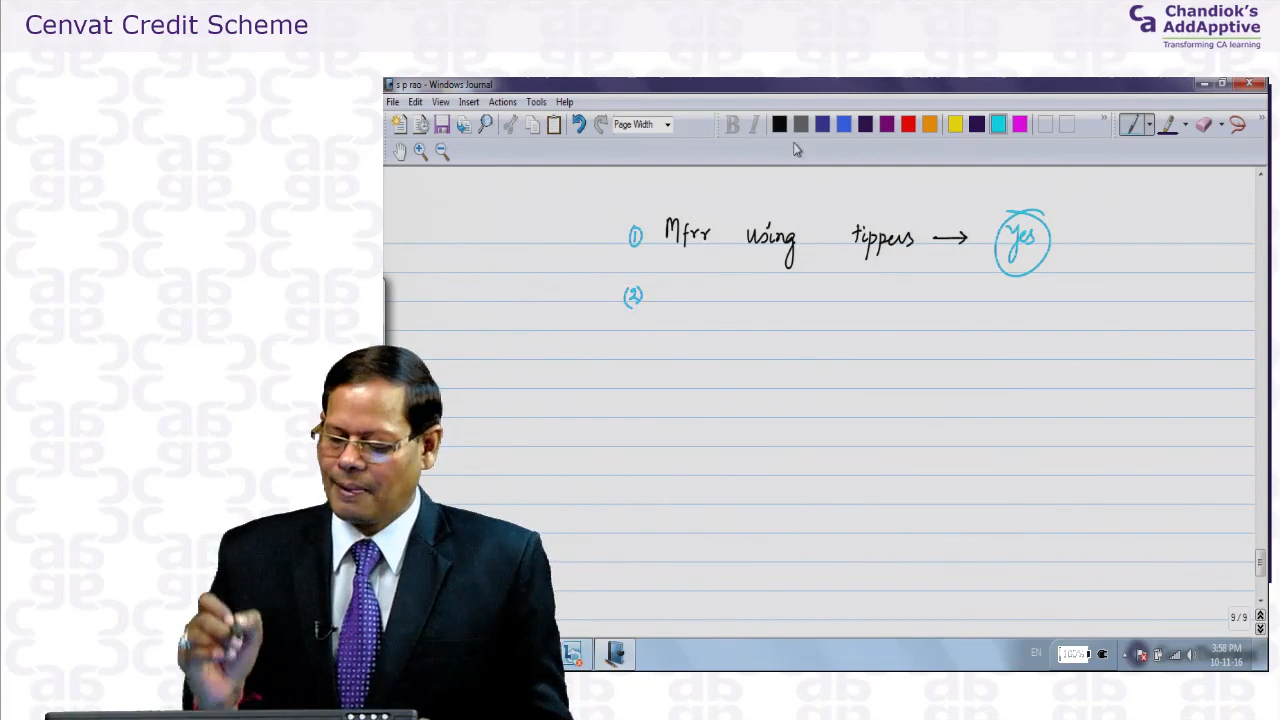 Cenvat Credit Scheme
Chandiok's
AddApptive
Transforming CA learning
s p rao - Windows Journal
File Edit View Insert Actions Tools Help
Page Width
B I
① Mfrr using tippers → Yes
(2)
9 / 9
EN 100% 3:58 PM
10-11-16